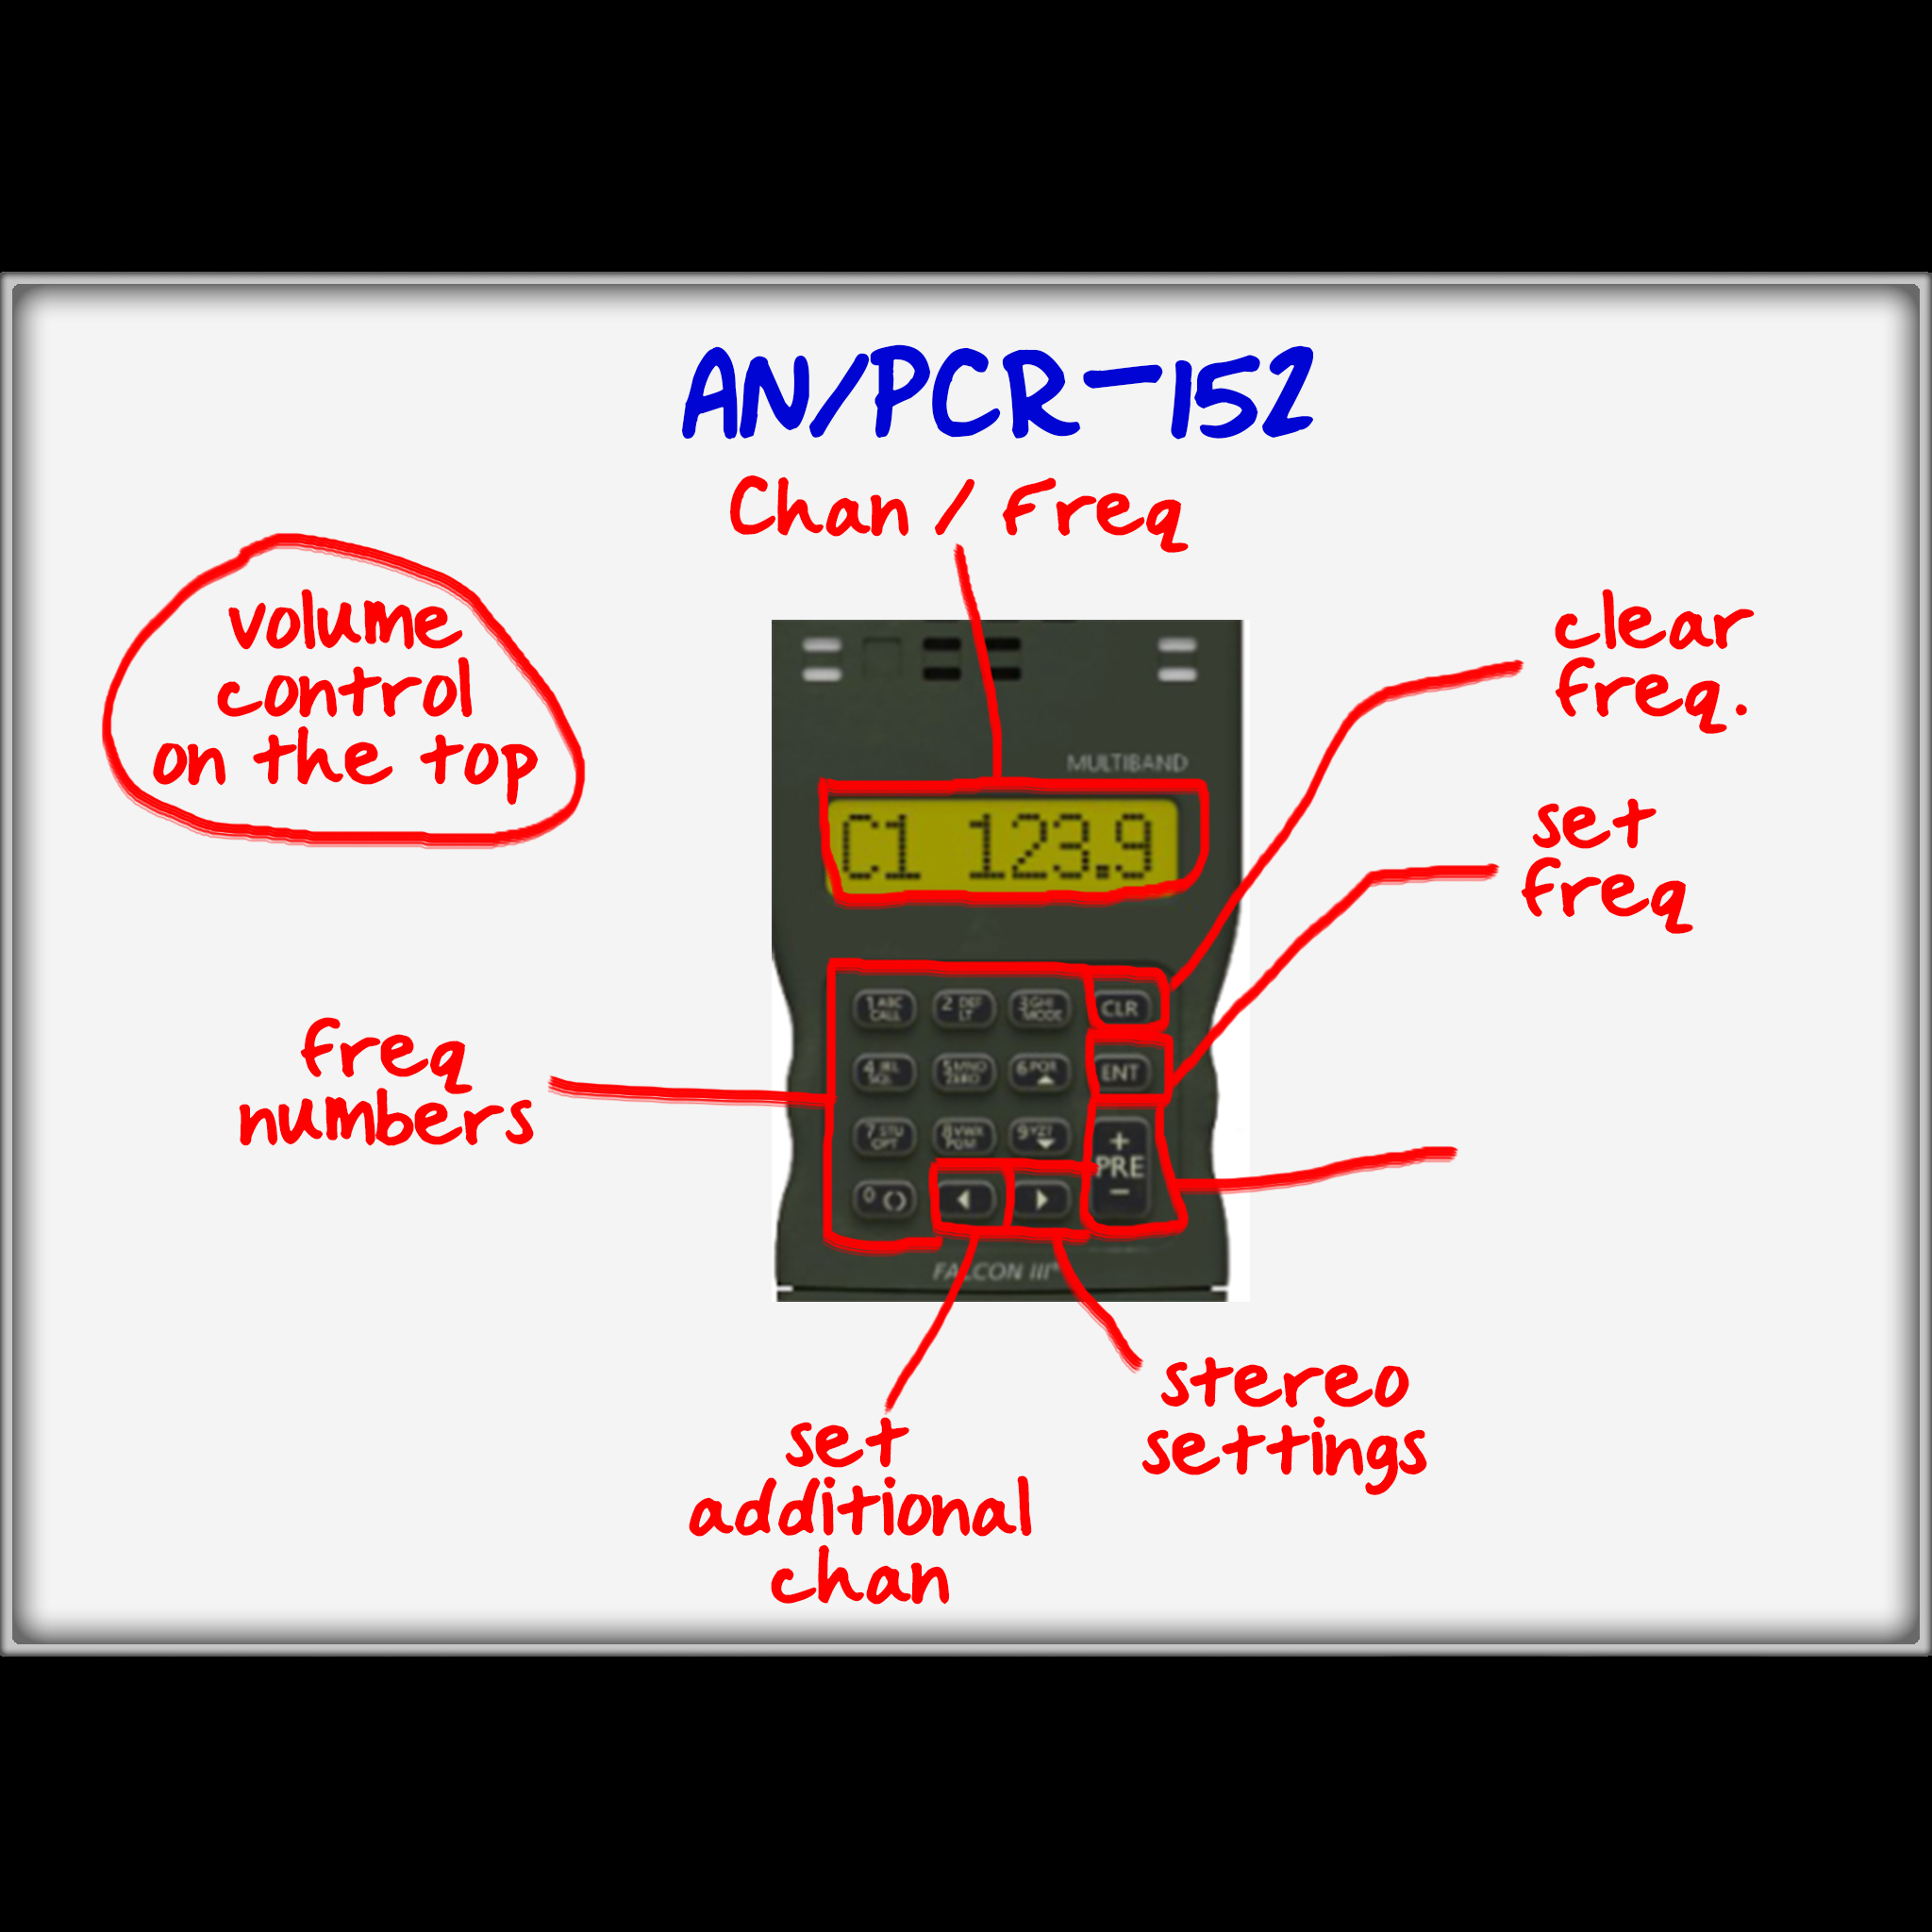 AN/PCR-152
Chan / Freq
volume
control
on the top
clear
freq.
MULTIBAND
C1 123.9
set
freq
1 ABC
CALL
2 DEF
LT
3 GHI
MODE
CLR
freq
numbers
4 JKL
SQL
5 MNO
ZERO
6 PQR
ENT
7 STU
OPT
8 VWX
PGM
9 YZ?
+
PRE
-
0 ()
FALCON III®
stereo
settings
set
additional
chan